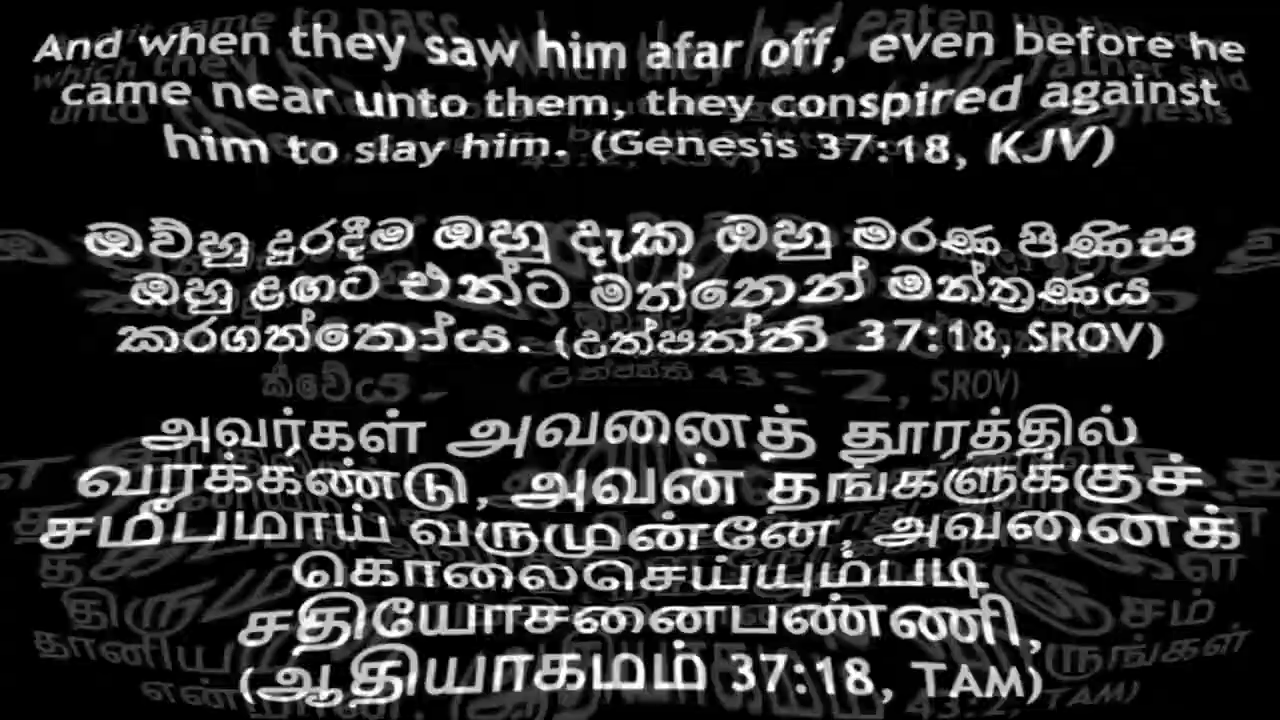 And when they saw him afar off, even before he
came near unto them, they conspired against
him to slay him. (Genesis 37:18, KJV)
ඔව්හු දුරදීම ඔහු දැක ඔහු මරණ පිණිස
ඔහු ළඟට එන්ට මත්තෙන් මන්ත්‍රණය
කරගත්තෝය. (උත්පත්ති 37:18, SROV)
அவர்கள் அவனைத் தூரத்தில்
வரக்கண்டு, அவன் தங்களுக்குச்
சமீபமாய் வருமுன்னே, அவனைக்
கொலைசெய்யும்படி
சதியோசனைபண்ணி,
(ஆதியாகமம் 37:18, TAM)